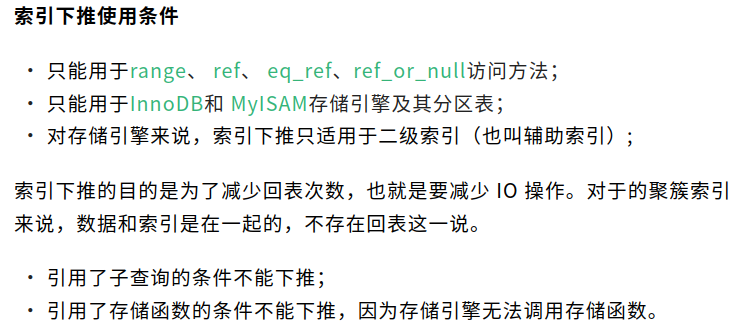 索引下推使用条件
• 只能用于range、 ref、 eq_ref、ref_or_null访问方法；
• 只能用于InnoDB和 MyISAM存储引擎及其分区表；
• 对存储引擎来说，索引下推只适用于二级索引（也叫辅助索引）;
索引下推的目的是为了减少回表次数，也就是要减少 IO 操作。对于的聚簇索引
来说，数据和索引是在一起的，不存在回表这一说。
• 引用了子查询的条件不能下推；
• 引用了存储函数的条件不能下推，因为存储引擎无法调用存储函数。